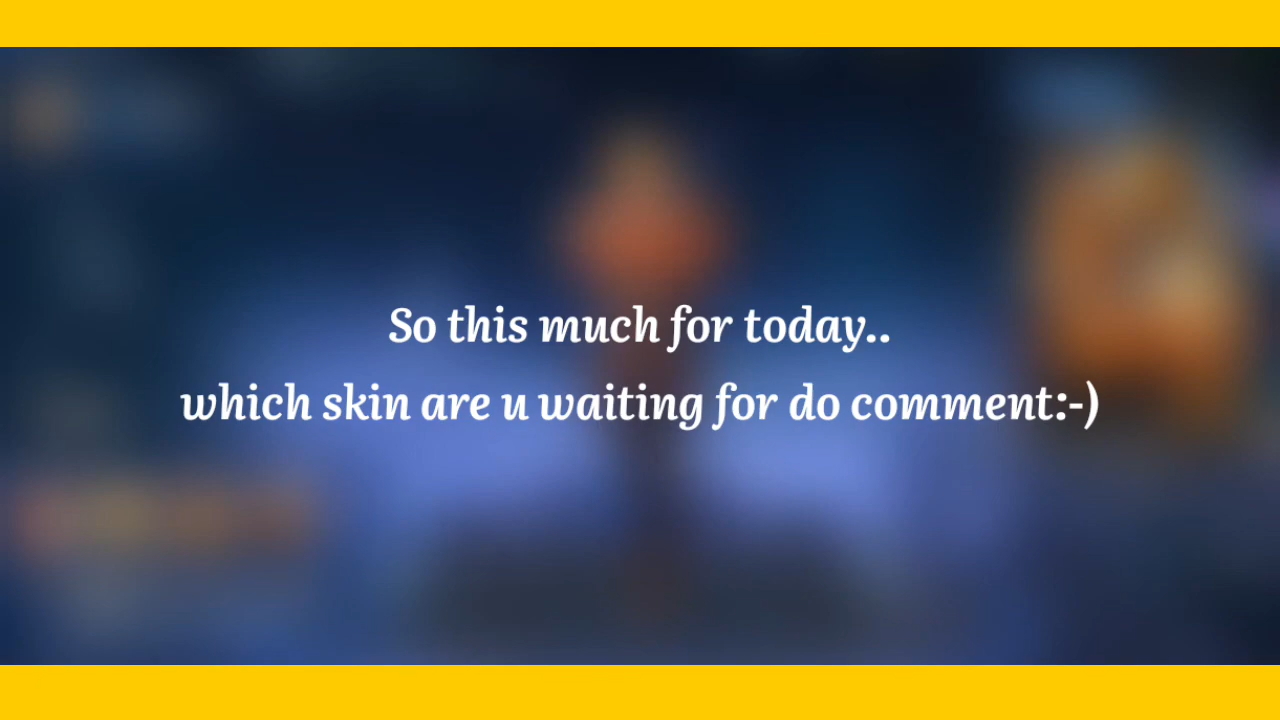 So this much for today..
which skin are u waiting for do comment:-)